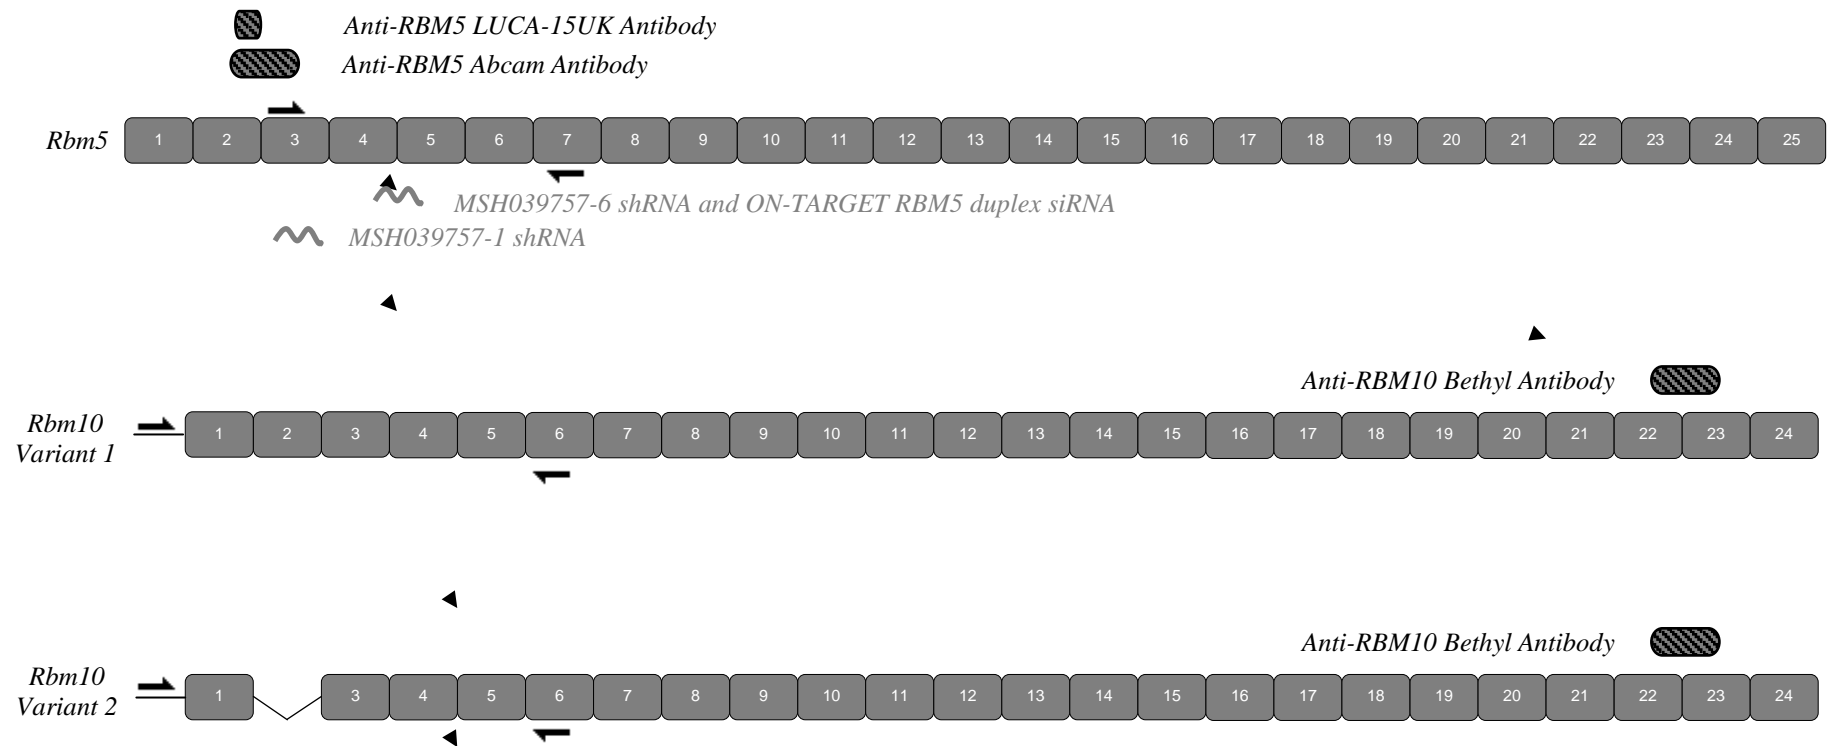 Anti-RBM5 LUCA-15UK Antibody
Anti-RBM5 Abcam Antibody
Rbm5 1 2 3 4 5 6 7 8 9 10 11 12 13 14 15 16 17 18 19 20 21 22 23 24 25
MSH039757-6 shRNA and ON-TARGET RBM5 duplex siRNA
MSH039757-1 shRNA
Anti-RBM10 Bethyl Antibody
Rbm10
Variant 1
1 2 3 4 5 6 7 8 9 10 11 12 13 14 15 16 17 18 19 20 21 22 23 24
Anti-RBM10 Bethyl Antibody
Rbm10
Variant 2
1 3 4 5 6 7 8 9 10 11 12 13 14 15 16 17 18 19 20 21 22 23 24